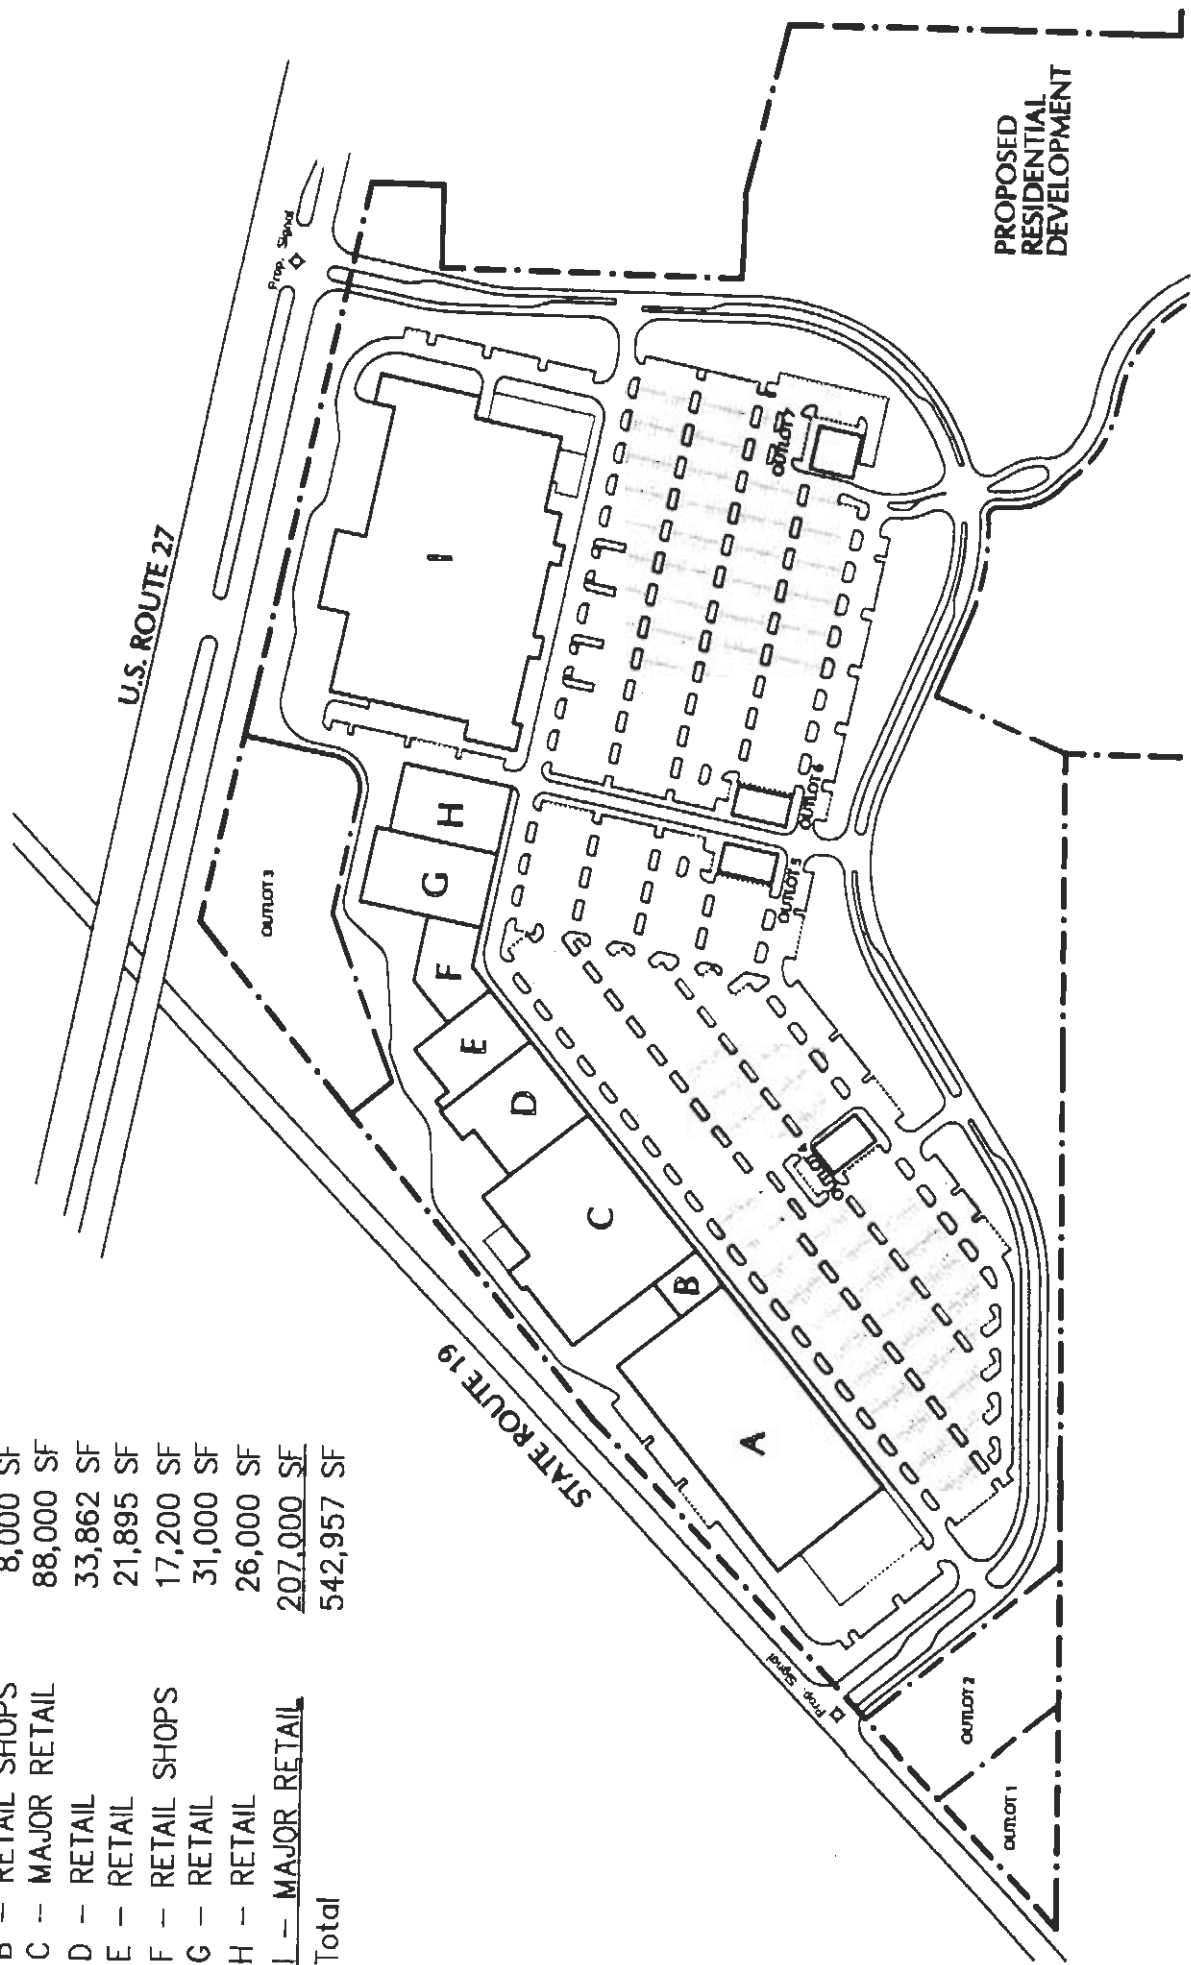 B - RETAIL SHOPS 8,000 SF
C - MAJOR RETAIL 88,000 SF
D - RETAIL 33,862 SF
E - RETAIL 21,895 SF
F - RETAIL SHOPS 17,200 SF
G - RETAIL 31,000 SF
H - RETAIL 26,000 SF
I - MAJOR RETAIL 207,000 SF
Total 542,957 SF
STATE ROUTE 19
U.S. ROUTE 27
Prop. Signal
Prop. Signal
OUTLOT 1
OUTLOT 2
OUTLOT 3
OUTLOT 4
OUTLOT 5
OUTLOT 6
OUTLOT 7
A
B
C
D
E
F
G
H
I
PROPOSED
RESIDENTIAL
DEVELOPMENT